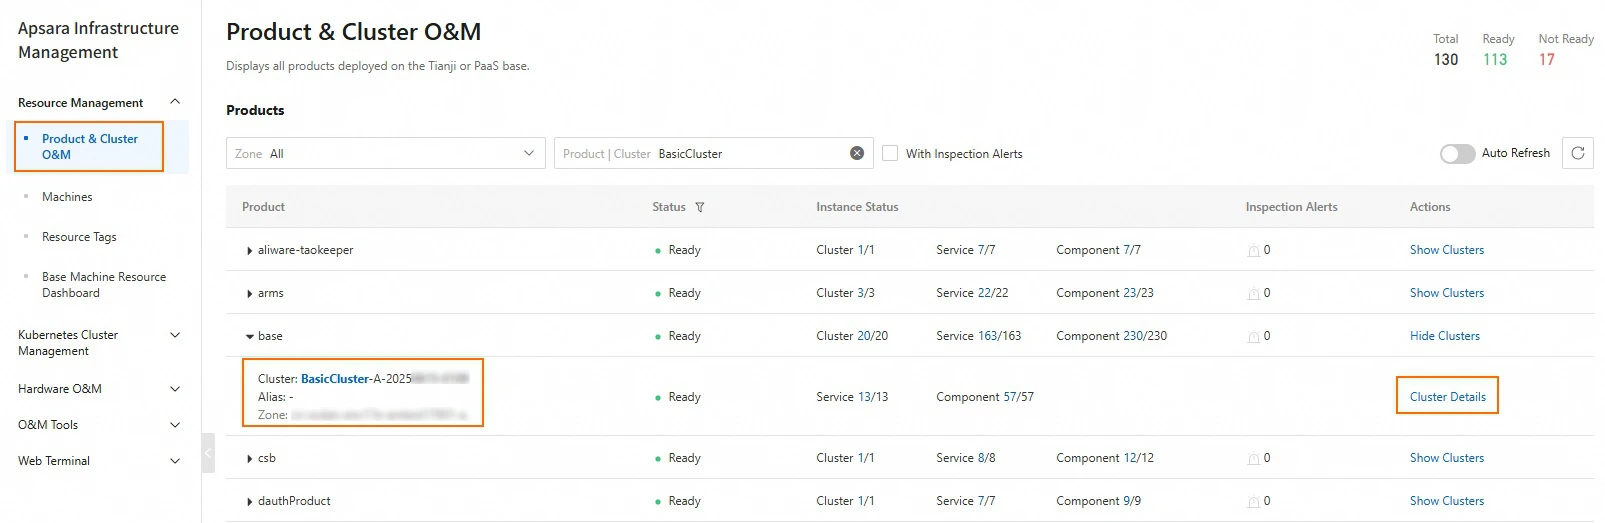 Apsara Infrastructure
Management
Resource Management
Product & Cluster
O&M
Machines
Resource Tags
Base Machine Resource
Dashboard
Kubernetes Cluster
Management
Hardware O&M
O&M Tools
Web Terminal
Product & Cluster O&M
Displays all products deployed on the Tianji or PaaS base.
Total Ready Not Ready
130 113 17
Products
Zone All
Product | Cluster BasicCluster
With Inspection Alerts
Auto Refresh
Product Status Instance Status Inspection Alerts Actions
aliware-taokeeper Ready Cluster 1/1 Service 7/7 Component 7/7 0 Show Clusters
arms Ready Cluster 3/3 Service 22/22 Component 23/23 0 Show Clusters
base Ready Cluster 20/20 Service 163/163 Component 230/230 0 Hide Clusters
Cluster: BasicCluster-A-2025
Alias: -
Zone:
Ready Service 13/13 Component 57/57 Cluster Details
csb Ready Cluster 1/1 Service 8/8 Component 12/12 0 Show Clusters
dauthProduct Ready Cluster 1/1 Service 7/7 Component 9/9 0 Show Clusters